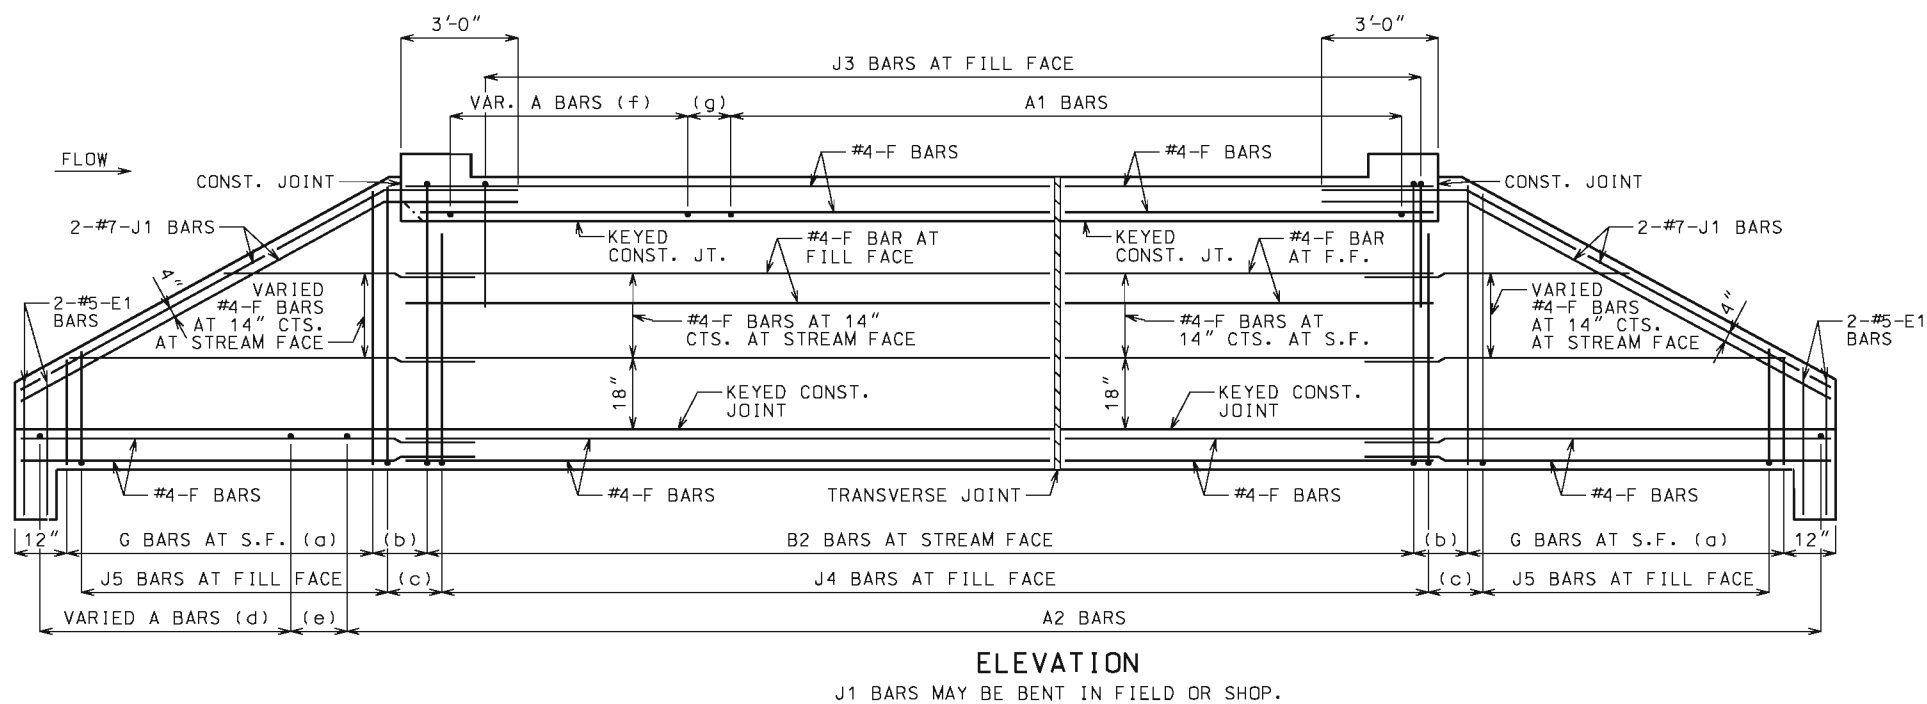 3'-0"
3'-0"
J3 BARS AT FILL FACE
VAR. A BARS (f)
(g)
A1 BARS
FLOW
#4-F BARS
#4-F BARS
CONST. JOINT
CONST. JOINT
2-#7-J1 BARS
KEYED
CONST. JT.
#4-F BAR AT
FILL FACE
KEYED
CONST. JT.
#4-F BAR
AT F.F.
2-#7-J1 BARS
4"
VARIED
#4-F BARS
AT 14" CTS.
AT STREAM FACE
2-#5-E1
BARS
#4-F BARS AT 14"
CTS. AT STREAM FACE
#4-F BARS AT
14" CTS. AT S.F.
VARIED
#4-F BARS
AT 14" CTS.
AT STREAM FACE
4"
2-#5-E1
BARS
18"
KEYED CONST.
JOINT
18"
KEYED CONST.
JOINT
#4-F BARS
#4-F BARS
TRANSVERSE JOINT
#4-F BARS
#4-F BARS
12"
G BARS AT S.F. (a)
(b)
B2 BARS AT STREAM FACE
(b)
G BARS AT S.F. (a)
12"
J5 BARS AT FILL FACE
(c)
J4 BARS AT FILL FACE
(c)
J5 BARS AT FILL FACE
VARIED A BARS (d)
(e)
A2 BARS
ELEVATION
J1 BARS MAY BE BENT IN FIELD OR SHOP.